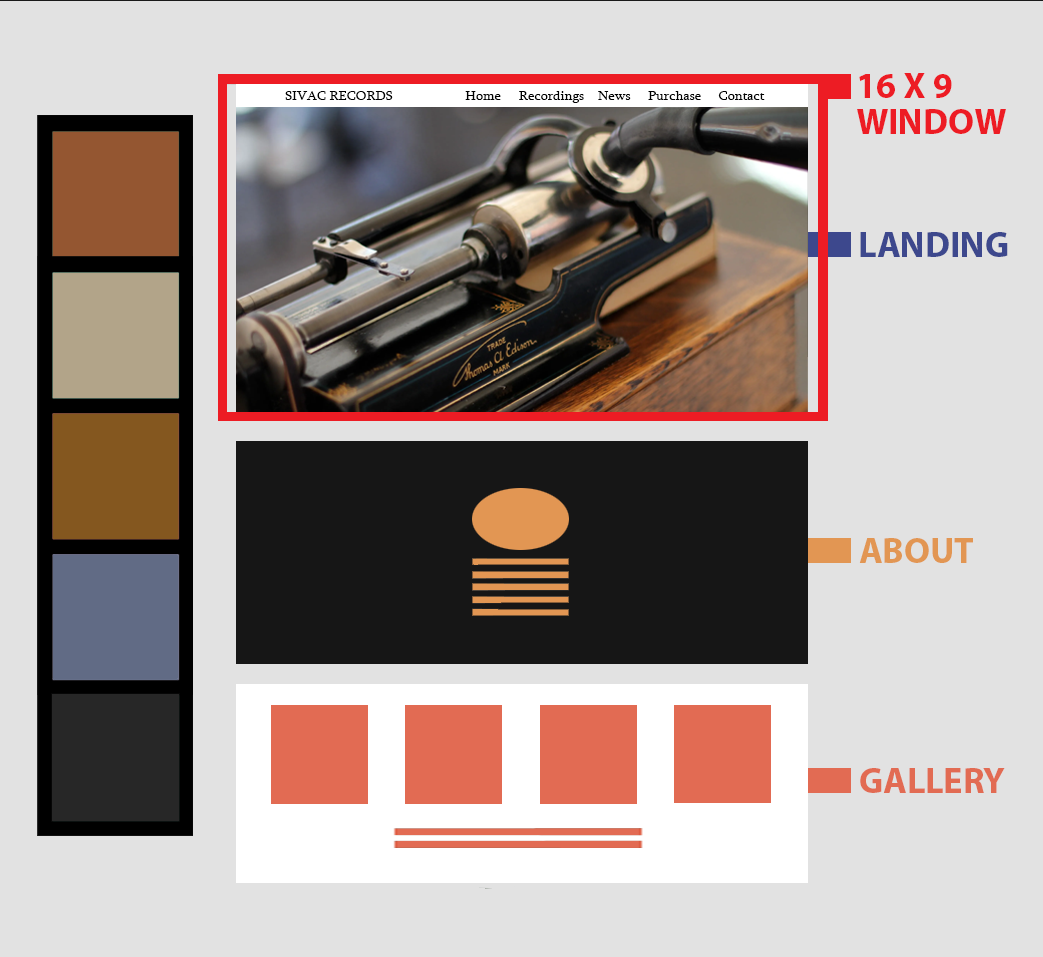 SIVAC RECORDS Home Recordings News Purchase Contact
16 X 9
WINDOW
LANDING
TRADE
Thomas A Edison
MARK
ABOUT
GALLERY